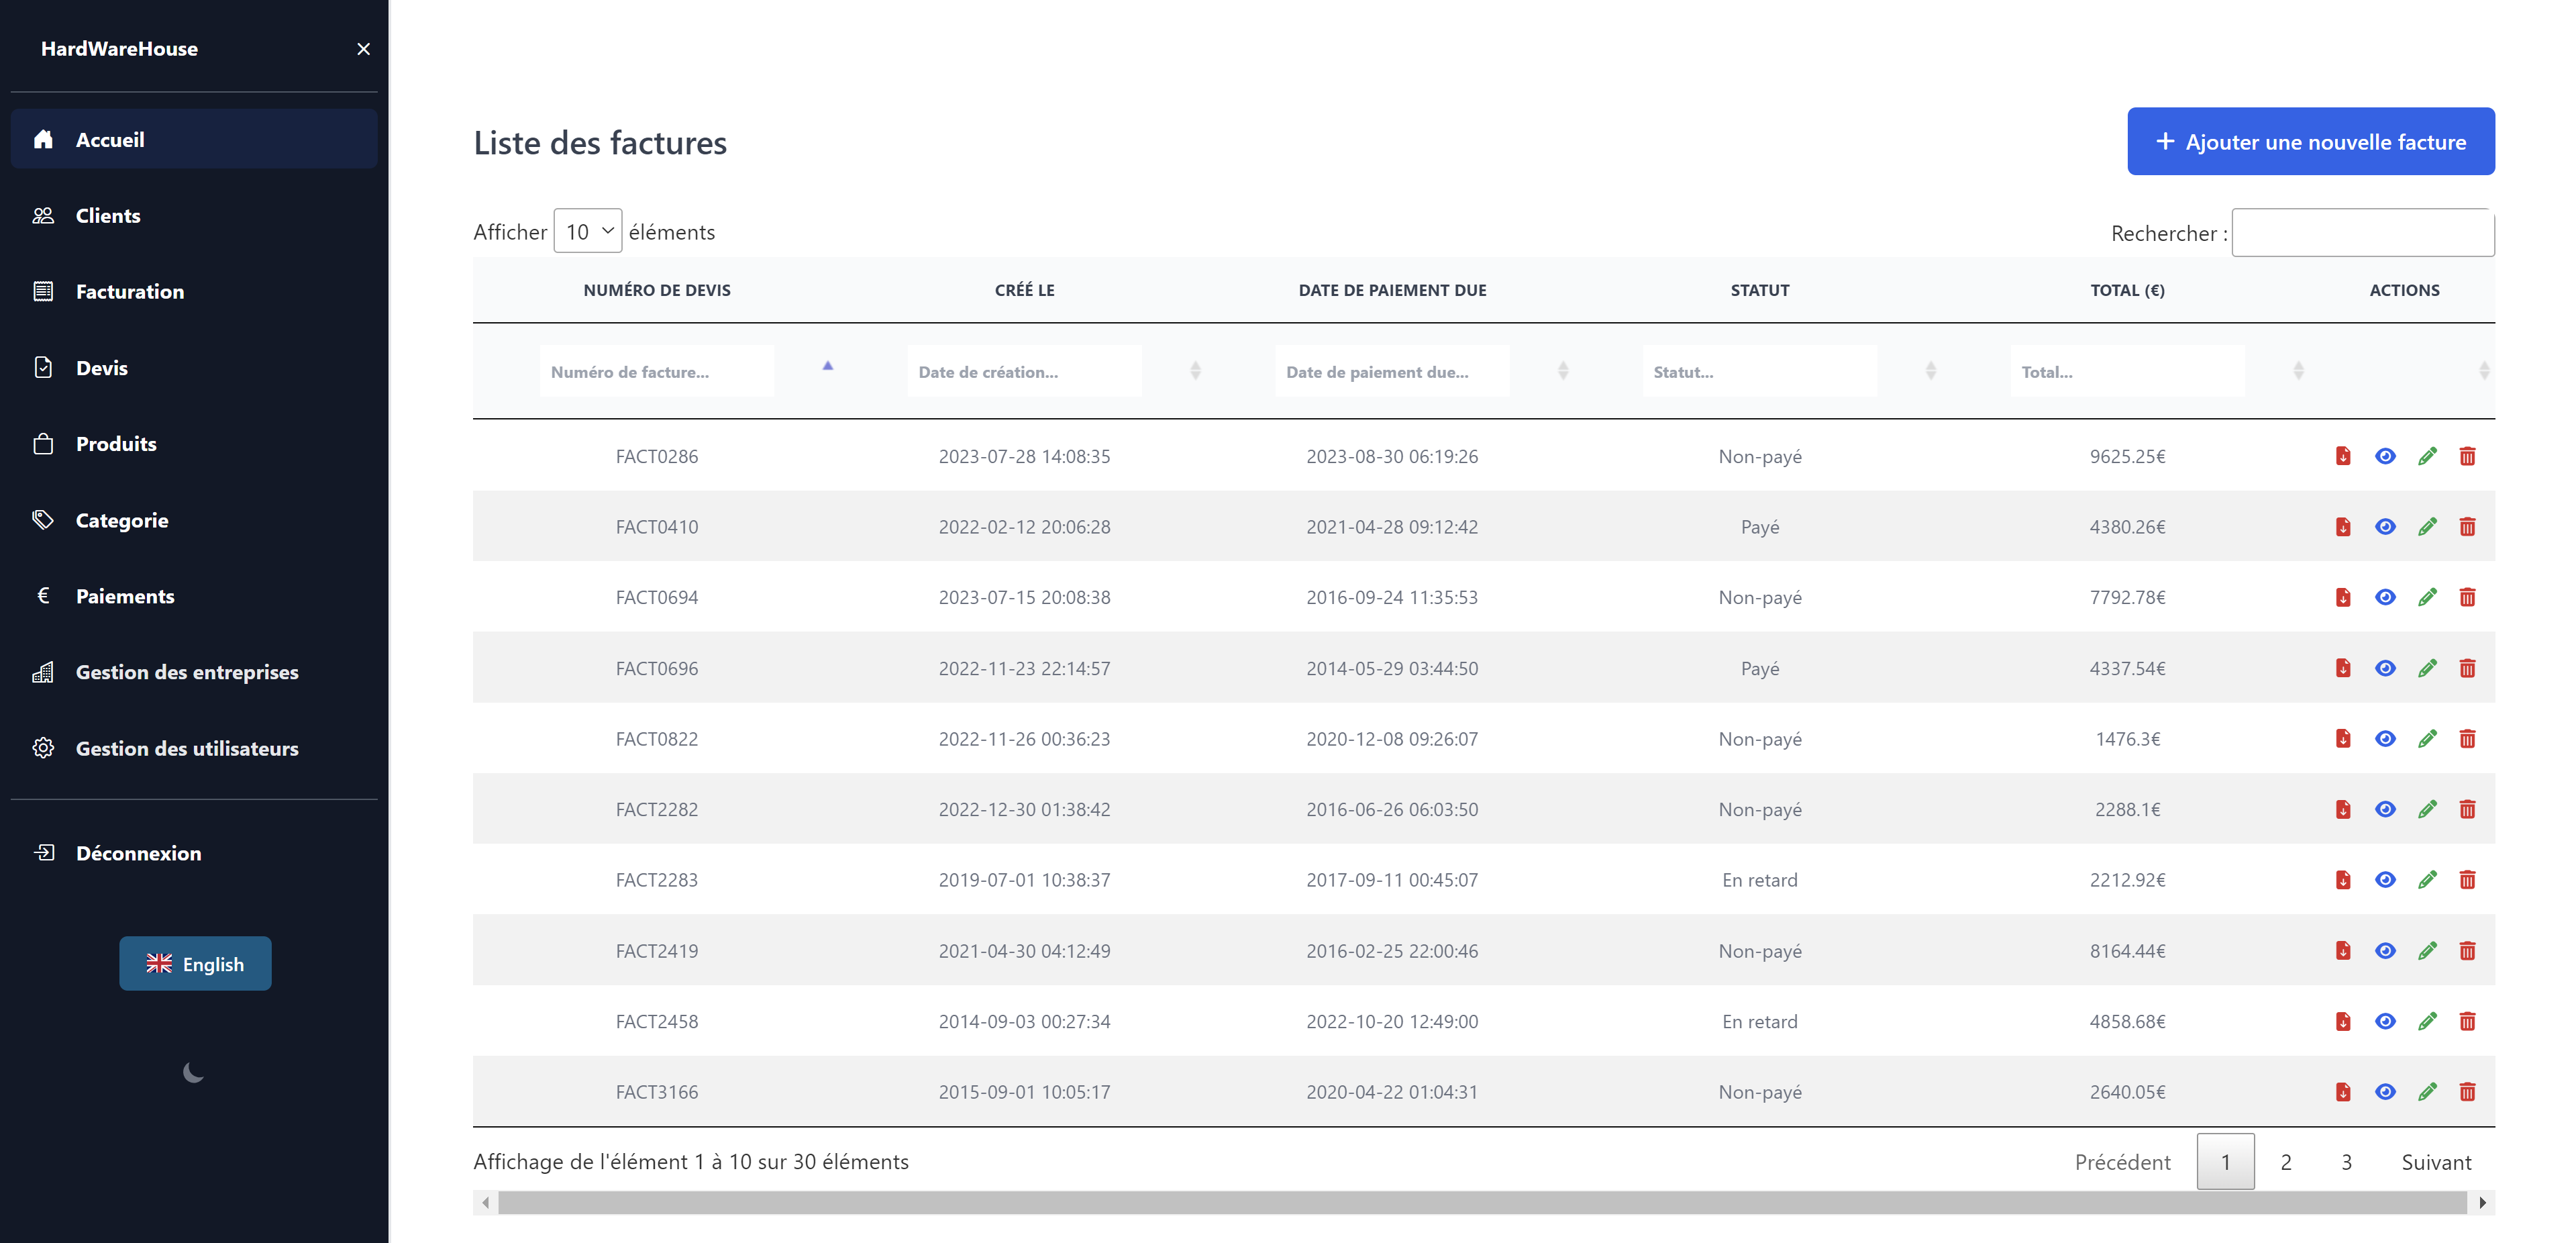 HardWareHouse
Accueil
Clients
Facturation
Devis
Produits
Categorie
€ Paiements
Gestion des entreprises
Gestion des utilisateurs
Déconnexion
English
Liste des factures
+ Ajouter une nouvelle facture
Afficher 10 éléments
Rechercher :
NUMÉRO DE DEVIS CRÉÉ LE DATE DE PAIEMENT DUE STATUT TOTAL (€) ACTIONS
Numéro de facture... Date de création... Date de paiement due... Statut... Total...
FACT0286 2023-07-28 14:08:35 2023-08-30 06:19:26 Non-payé 9625.25€
FACT0410 2022-02-12 20:06:28 2021-04-28 09:12:42 Payé 4380.26€
FACT0694 2023-07-15 20:08:38 2016-09-24 11:35:53 Non-payé 7792.78€
FACT0696 2022-11-23 22:14:57 2014-05-29 03:44:50 Payé 4337.54€
FACT0822 2022-11-26 00:36:23 2020-12-08 09:26:07 Non-payé 1476.3€
FACT2282 2022-12-30 01:38:42 2016-06-26 06:03:50 Non-payé 2288.1€
FACT2283 2019-07-01 10:38:37 2017-09-11 00:45:07 En retard 2212.92€
FACT2419 2021-04-30 04:12:49 2016-02-25 22:00:46 Non-payé 8164.44€
FACT2458 2014-09-03 00:27:34 2022-10-20 12:49:00 En retard 4858.68€
FACT3166 2015-09-01 10:05:17 2020-04-22 01:04:31 Non-payé 2640.05€
Affichage de l'élément 1 à 10 sur 30 éléments
Précédent 1 2 3 Suivant